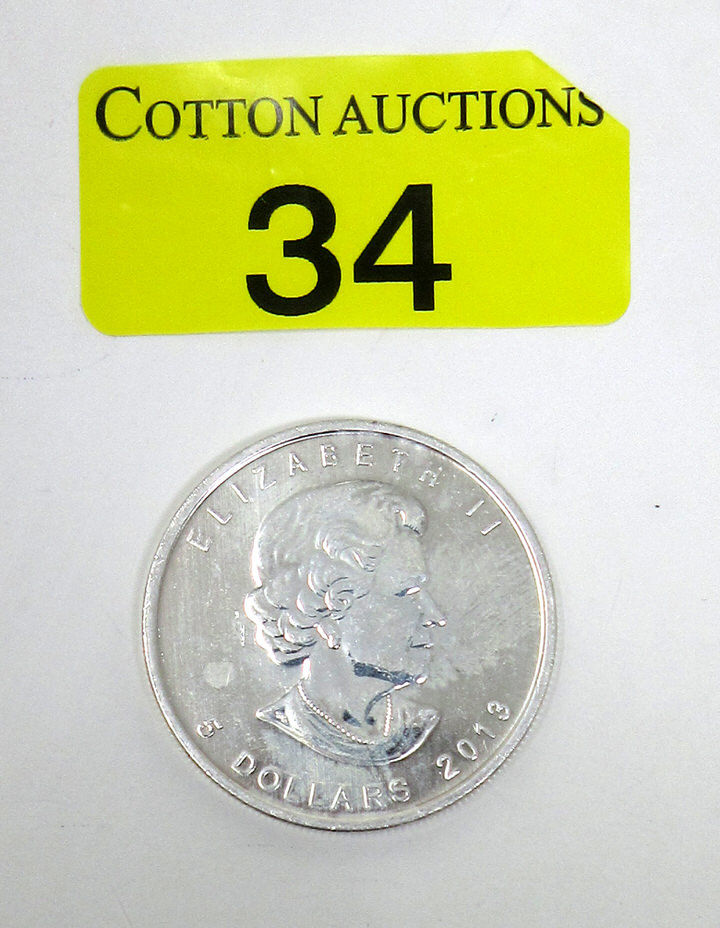 COTTON AUCTIONS
34
ELIZABETH II
5 DOLLARS 2013